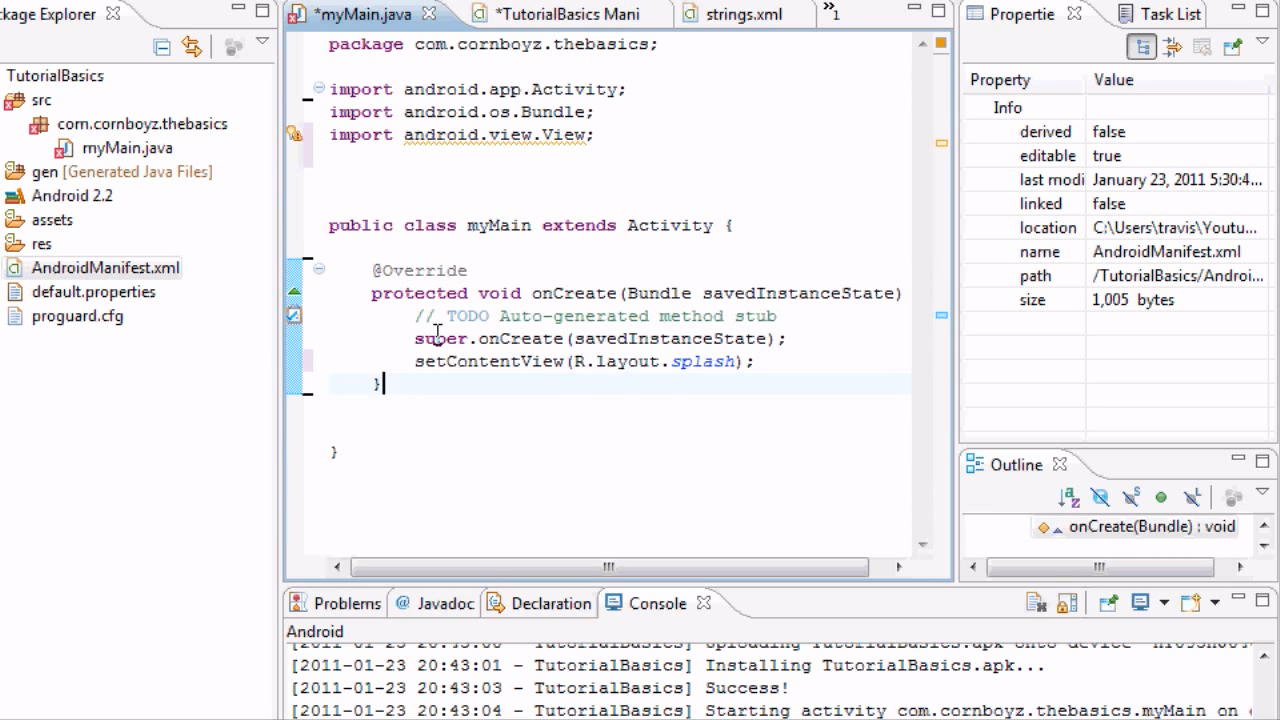 ckage Explorer
TutorialBasics
src
com.cornboyz.thebasics
myMain.java
gen [Generated Java Files]
Android 2.2
assets
res
AndroidManifest.xml
default.properties
proguard.cfg
*myMain.java
*TutorialBasics Mani
strings.xml
»1
package com.cornboyz.thebasics;
import android.app.Activity;
import android.os.Bundle;
import android.view.View;
public class myMain extends Activity {
@Override
protected void onCreate(Bundle savedInstanceState)
// TODO Auto-generated method stub
super.onCreate(savedInstanceState);
setContentView(R.layout.splash);
}
}
Propertie
Task List
Property Value
Info
derived false
editable true
last modi January 23, 2011 5:30:4...
linked false
location C:\Users\travis\Youtu...
name AndroidManifest.xml
path /TutorialBasics/Androi...
size 1,005 bytes
Outline
onCreate(Bundle) : void
Problems
@ Javadoc
Declaration
Console
Android
[2011-01-23 20:43:01 - TutorialBasics] Installing TutorialBasics.apk...
[2011-01-23 20:43:03 - TutorialBasics] Success!
[2011-01-23 20:43:04 - TutorialBasics] Starting activity com.cornboyz.thebasics.myMain on